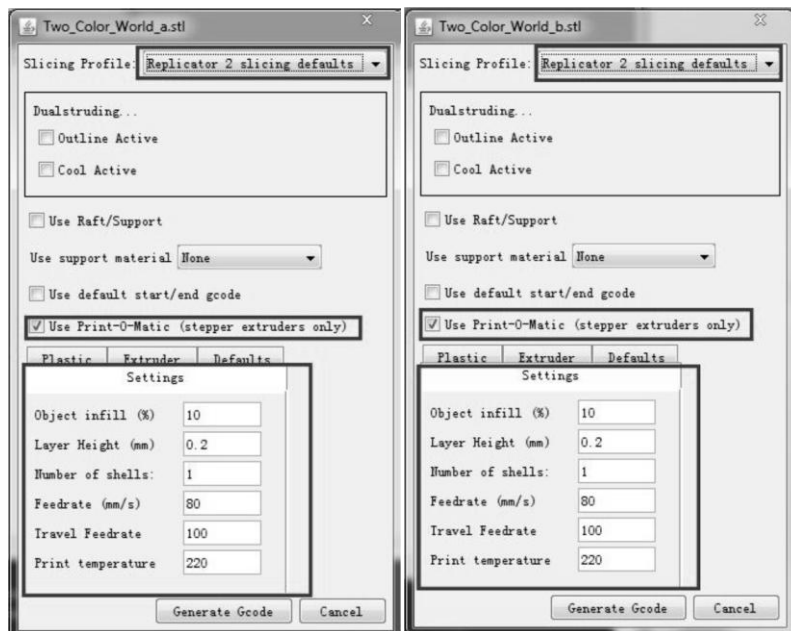 Two_Color_World_a.stl
Slicing Profile: Replicator 2 slicing defaults
Dualstruding...
Outline Active
Cool Active
Use Raft/Support
Use support material None
Use default start/end gcode
Use Print-O-Matic (stepper extruders only)
Plastic Extruder Defaults
Settings
Object infill (%) 10
Layer Height (mm) 0.2
Number of shells: 1
Feedrate (mm/s) 80
Travel Feedrate 100
Print temperature 220
Generate Gcode Cancel
Two_Color_World_b.stl
Slicing Profile: Replicator 2 slicing defaults
Dualstruding...
Outline Active
Cool Active
Use Raft/Support
Use support material None
Use default start/end gcode
Use Print-O-Matic (stepper extruders only)
Plastic Extruder Defaults
Settings
Object infill (%) 10
Layer Height (mm) 0.2
Number of shells: 1
Feedrate (mm/s) 80
Travel Feedrate 100
Print temperature 220
Generate Gcode Cancel